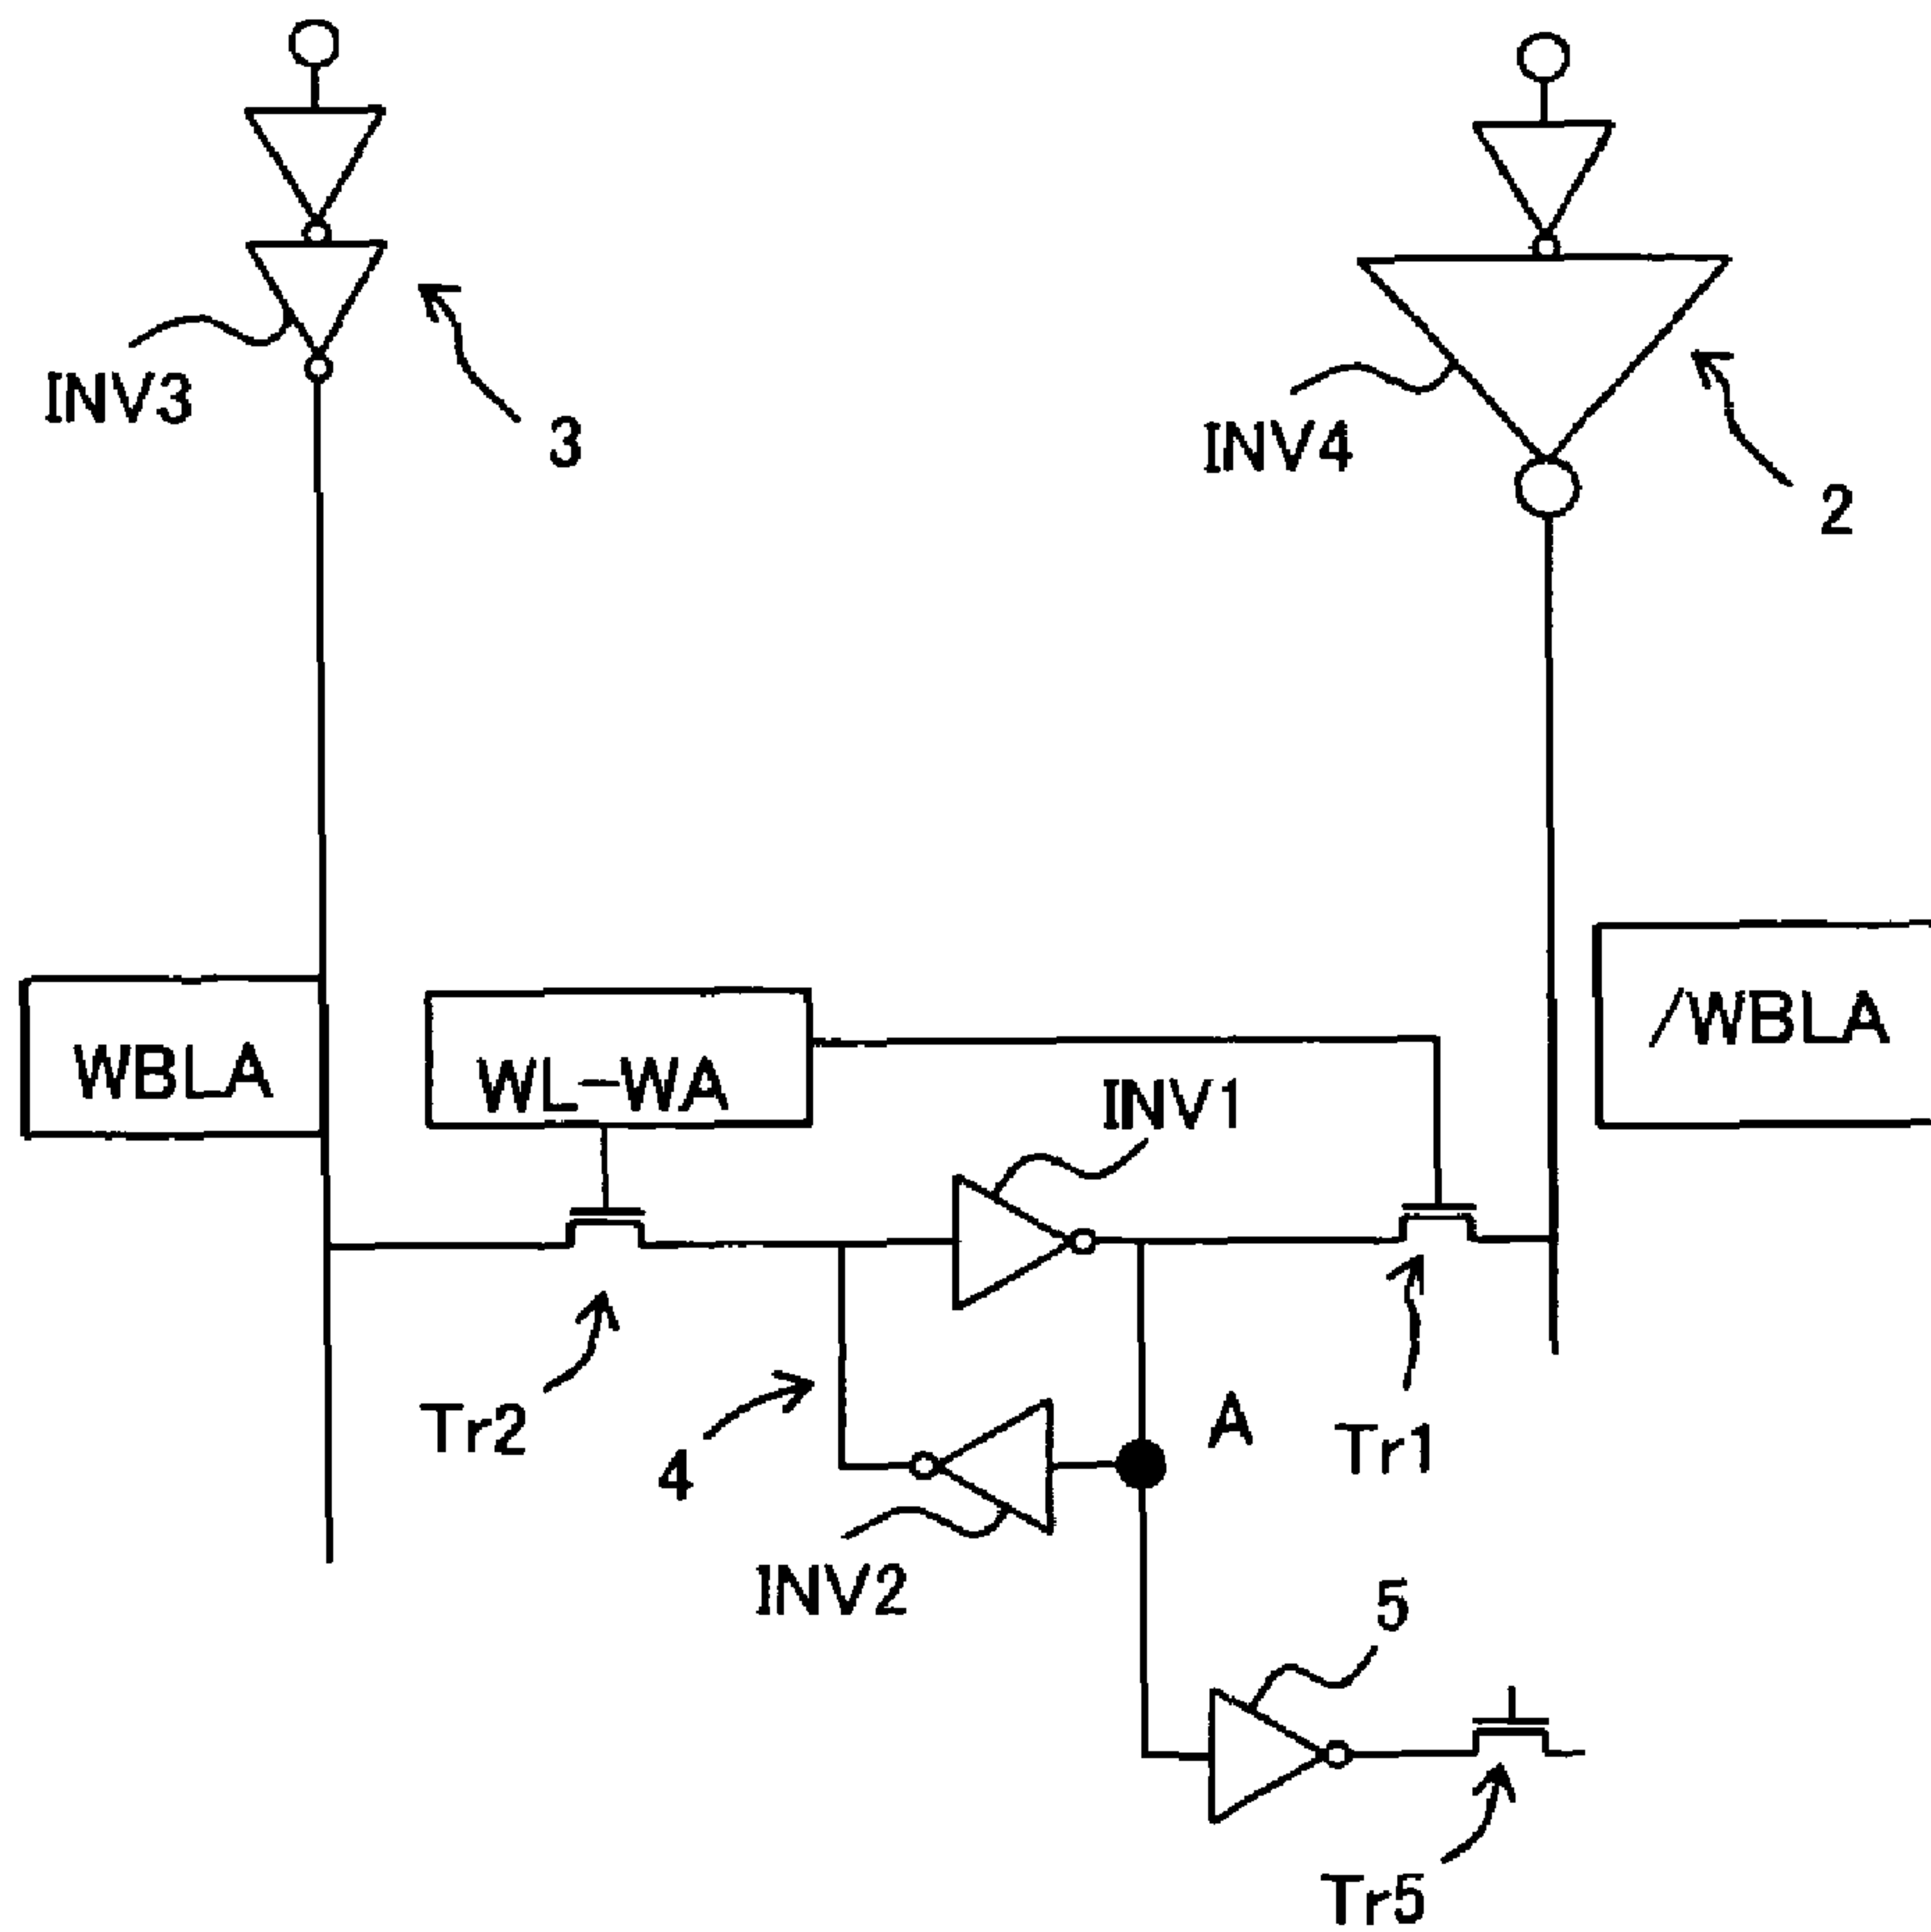 INV3
3
INV4
2
WBLA
WL-WA
/WBLA
INV1
Tr2
4
A
Tr1
INV2
5
Tr5